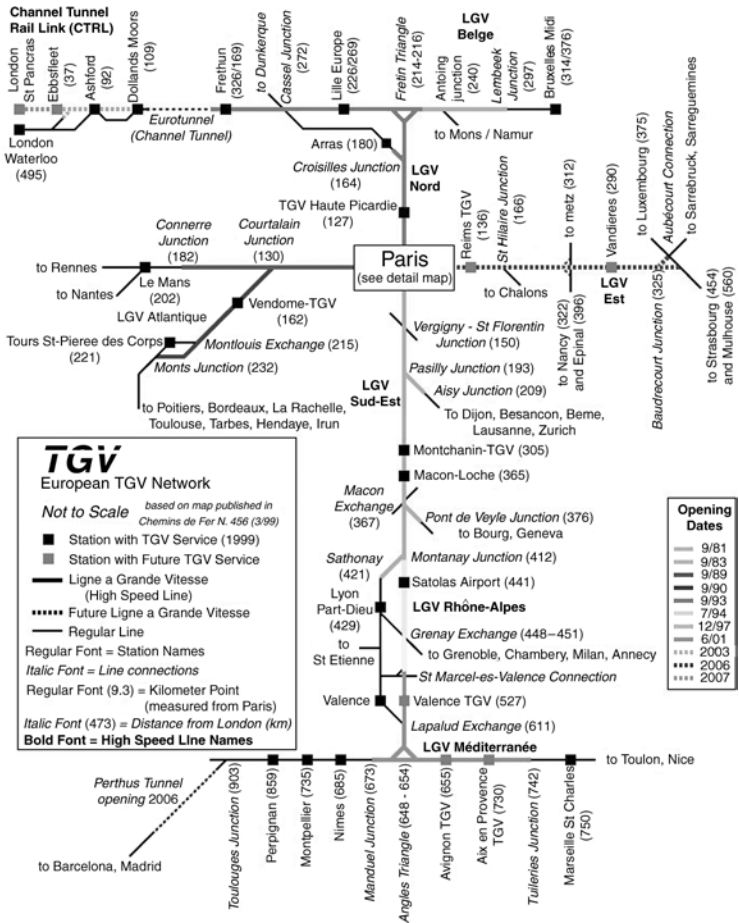 Channel Tunnel
Rail Link (CTRL)
London
St Pancras
Ebbsfleet
(37)
Ashford
(92)
Dollands Moors
(109)
Frethun
(326/169)
to Dunkerque
Cassel Junction
(272)
Lille Europe
(226/269)
Fretin Triangle
(214-216)
LGV
Belge
Antoing
junction
(240)
Lembeek
Junction
(297)
Bruxelles Midi
(314/376)
Eurotunnel
(Channel Tunnel)
London
Waterloo
(495)
to Mons / Namur
Arras (180)
Croisilles Junction
(164)
LGV
Nord
TGV Haute Picardie
(127)
Connerre
Junction
(182)
Courtalain
Junction
(130)
Paris
(see detail map)
Reims TGV
(136)
St Hilaire Junction
(166)
to metz (312)
Vandieres (290)
to Luxembourg (375)
Aubécourt Connection
to Sarrebruck, Sarreguemines
to Rennes
to Nantes
Le Mans
(202)
LGV Atlantique
Vendome-TGV
(162)
to Chalons
LGV
Est
to Nancy (322)
and Epinal (396)
Baudrecourt Junction (325)
to Strasbourg (454)
and Mulhouse (560)
Tours St-Pieree des Corps
(221)
Montlouis Exchange (215)
Monts Junction (232)
Vergigny - St Florentin
Junction (150)
Pasilly Junction (193)
Aisy Junction (209)
LGV
Sud-Est
to Poitiers, Bordeaux, La Rachelle,
Toulouse, Tarbes, Hendaye, Irun
To Dijon, Besancon, Beme,
Lausanne, Zurich
Montchanin-TGV (305)
Macon-Loche (365)
Macon
Exchange
(367)
Pont de Veyle Junction (376)
to Bourg, Geneva
Sathonay
(421)
Montanay Junction (412)
Satolas Airport (441)
Lyon
Part-Dieu
(429)
LGV Rhône-Alpes
to
St Etienne
Grenay Exchange (448–451)
to Grenoble, Chambery, Milan, Annecy
St Marcel-es-Valence Connection
Valence
Valence TGV (527)
Lapalud Exchange (611)
LGV Méditerranée
to Toulon, Nice
Perthus Tunnel
opening 2006
to Barcelona, Madrid
Toulouges Junction (903)
Perpignan (859)
Montpellier (735)
Nimes (685)
Manduel Junction (673)
Angles Triangle (648 - 654)
Avignon TGV (655)
Aix en Provence
TGV (730)
Tuileries Junction (742)
Marseille St Charles
(750)
TGV
European TGV Network
Not to Scale
based on map published in
Chemins de Fer N. 456 (3/99)
Station with TGV Service (1999)
Station with Future TGV Service
Ligne a Grande Vitesse
(High Speed Line)
Future Ligne a Grande Vitesse
Regular Line
Regular Font = Station Names
Italic Font = Line connections
Regular Font (9.3) = Kilometer Point
(measured from Paris)
Italic Font (473) = Distance from London (km)
Bold Font = High Speed LIne Names
Opening
Dates
9/81
9/83
9/89
9/90
9/93
7/94
12/97
6/01
2003
2006
2007